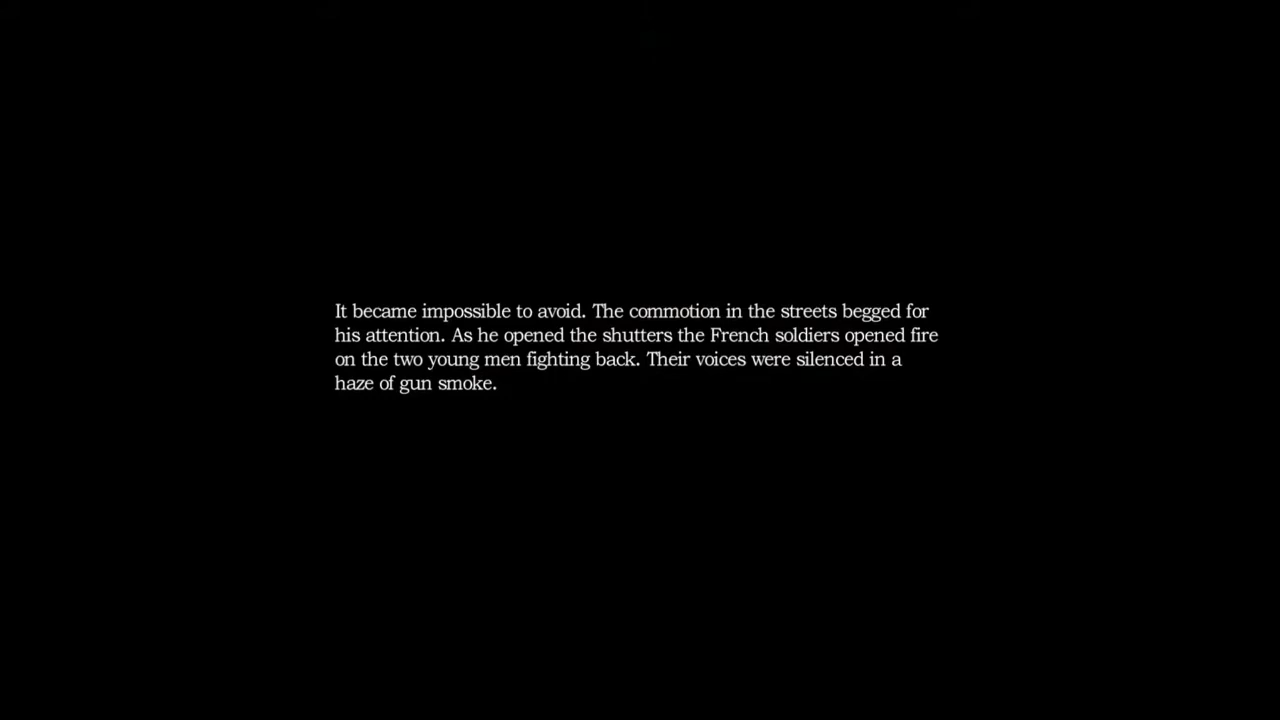 It became impossible to avoid. The commotion in the streets begged for
his attention. As he opened the shutters the French soldiers opened fire
on the two young men fighting back. Their voices were silenced in a
haze of gun smoke.